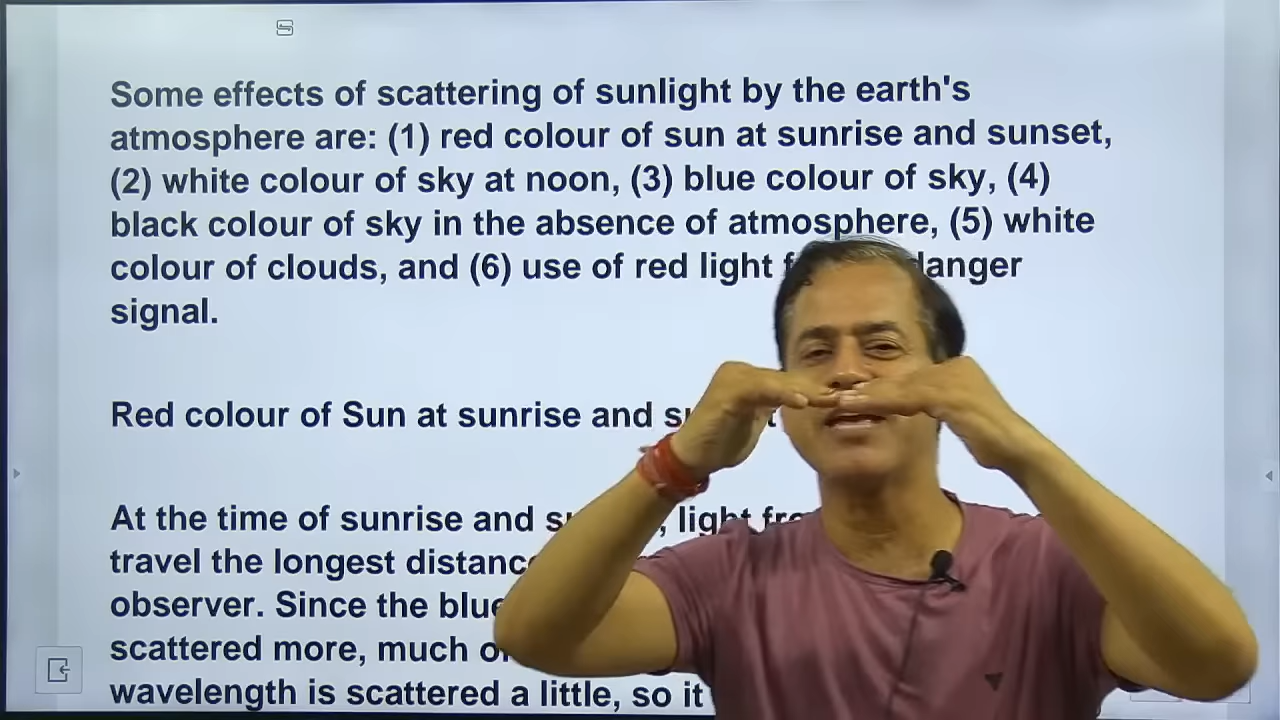 Some effects of scattering of sunlight by the earth's
atmosphere are: (1) red colour of sun at sunrise and sunset,
(2) white colour of sky at noon, (3) blue colour of sky, (4)
black colour of sky in the absence of atmosphere, (5) white
colour of clouds, and (6) use of red light danger
signal.
Red colour of Sun at sunrise and
At the time of sunrise and light
travel the longest
observer. Since the
scattered more, much
wavelength is scattered a little, so it